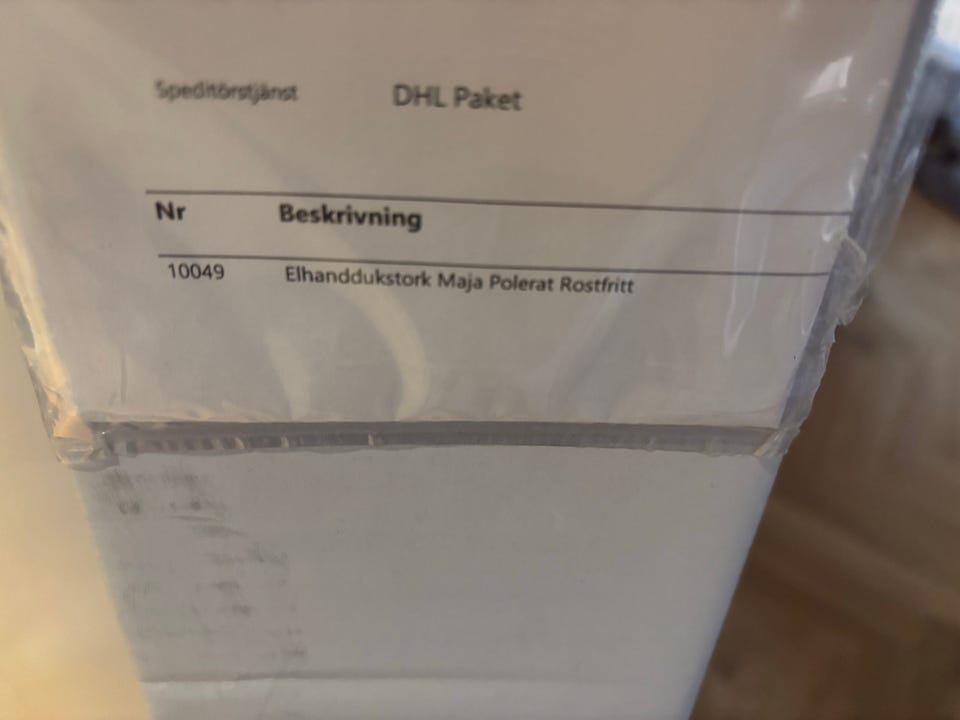 Speditörstjänst DHL Paket
Nr Beskrivning
10049 Elhanddukstork Maja Polerat Rostfritt